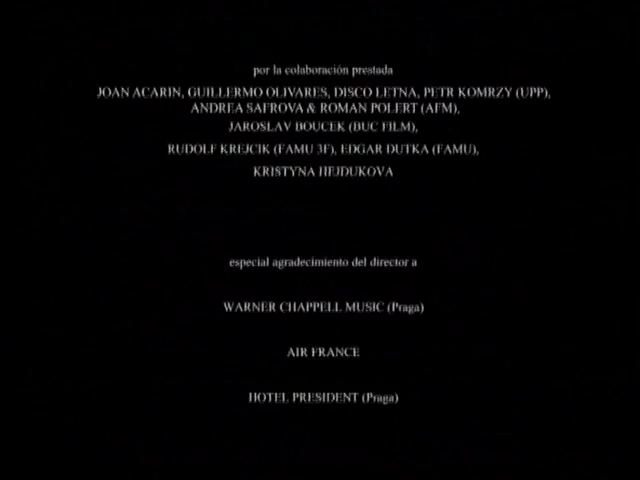 por la colaboración prestada
JOAN ACARIN, GUILLERMO OLIVARES, DISCO LETNA, PETR KOMRZY (UPP),
ANDREA SAFROVA & ROMAN POLERT (AFM),
JAROSLAV BOUCEK (BUC FILM),
RUDOLF KREJCIK (FAMU 3F), EDGAR DUTKA (FAMU),
KRISTYNA HEJDUKOVA
especial agradecimiento del director a
WARNER CHAPPELL MUSIC (Praga)
AIR FRANCE
HOTEL PRESIDENT (Praga)